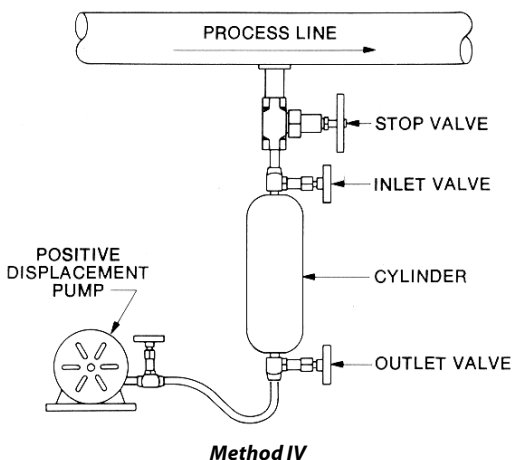 PROCESS LINE
STOP VALVE
INLET VALVE
POSITIVE
DISPLACEMENT
PUMP
CYLINDER
OUTLET VALVE
Method IV